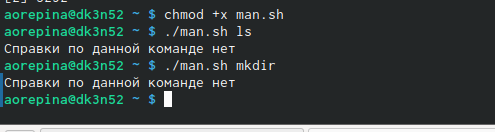 aorepina@dk3n52 ~ $ chmod +x man.sh
aorepina@dk3n52 ~ $ ./man.sh ls
Справки по данной команде нет
aorepina@dk3n52 ~ $ ./man.sh mkdir
Справки по данной команде нет
aorepina@dk3n52 ~ $